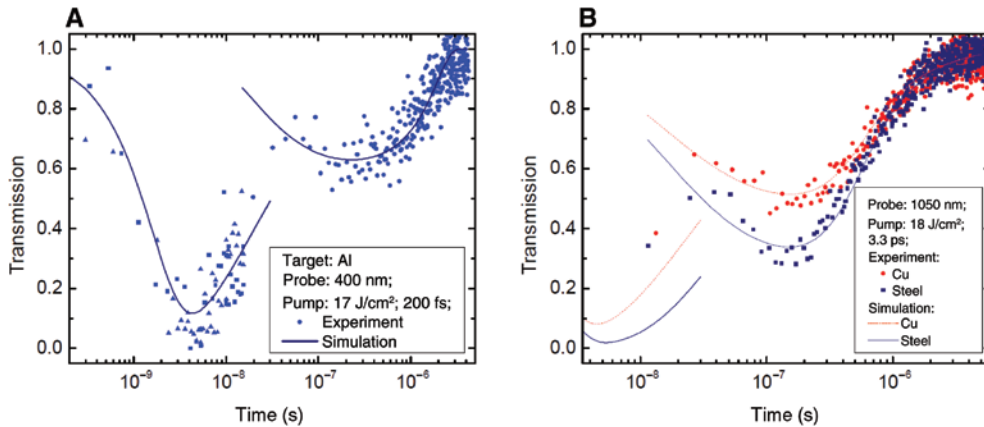 A
Transmission
1.0
0.8
0.6
0.4
0.2
0.0
10⁻⁹
10⁻⁸
10⁻⁷
10⁻⁶
Time (s)
Target: Al
Probe: 400 nm;
Pump: 17 J/cm²; 200 fs;
Experiment
Simulation
B
Transmission
1.0
0.8
0.6
0.4
0.2
0.0
10⁻⁸
10⁻⁷
10⁻⁶
Time (s)
Probe: 1050 nm;
Pump: 18 J/cm²;
3.3 ps;
Experiment:
Cu
Steel
Simulation:
Cu
Steel